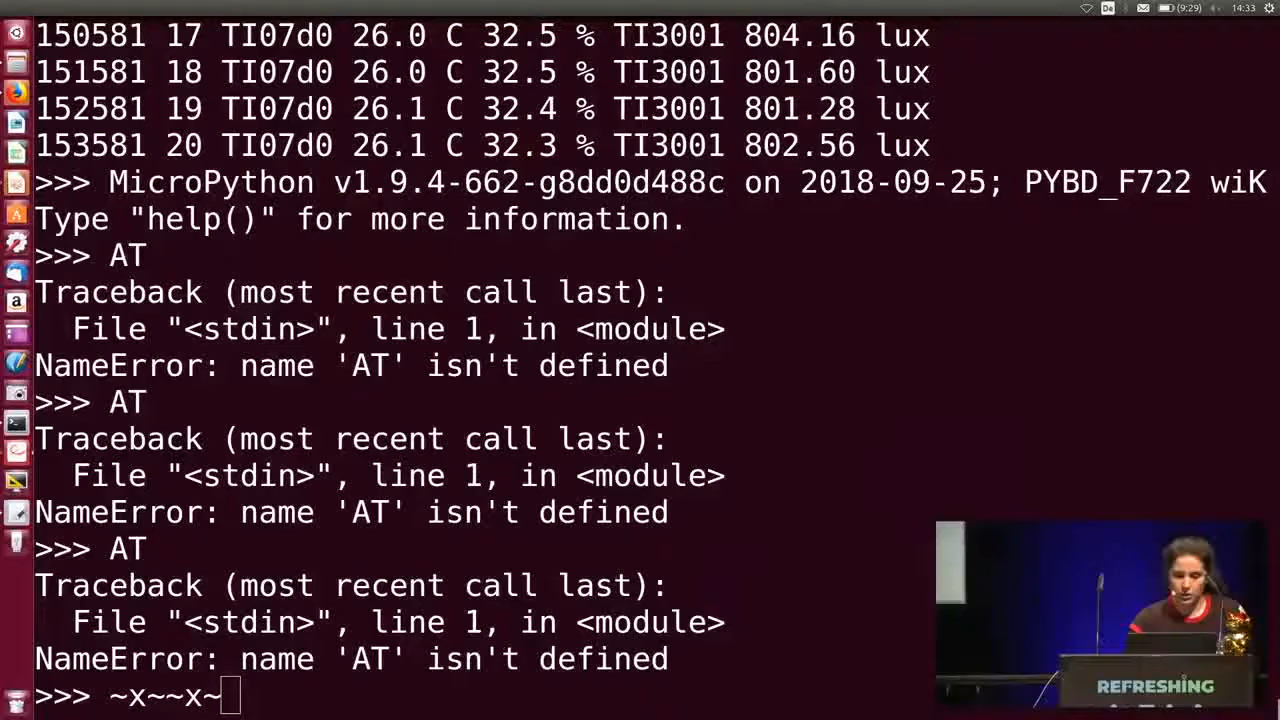 De (9:29) 14:33
150581 17 TI07d0 26.0 C 32.5 % TI3001 804.16 lux
151581 18 TI07d0 26.0 C 32.5 % TI3001 801.60 lux
152581 19 TI07d0 26.1 C 32.4 % TI3001 801.28 lux
153581 20 TI07d0 26.1 C 32.3 % TI3001 802.56 lux
>>> MicroPython v1.9.4-662-g8dd0d488c on 2018-09-25; PYBD_F722 wiK
Type "help()" for more information.
>>> AT
Traceback (most recent call last):
  File "<stdin>", line 1, in <module>
NameError: name 'AT' isn't defined
>>> AT
Traceback (most recent call last):
  File "<stdin>", line 1, in <module>
NameError: name 'AT' isn't defined
>>> AT
Traceback (most recent call last):
  File "<stdin>", line 1, in <module>
NameError: name 'AT' isn't defined
>>> ~x~~x~
REFRESHING